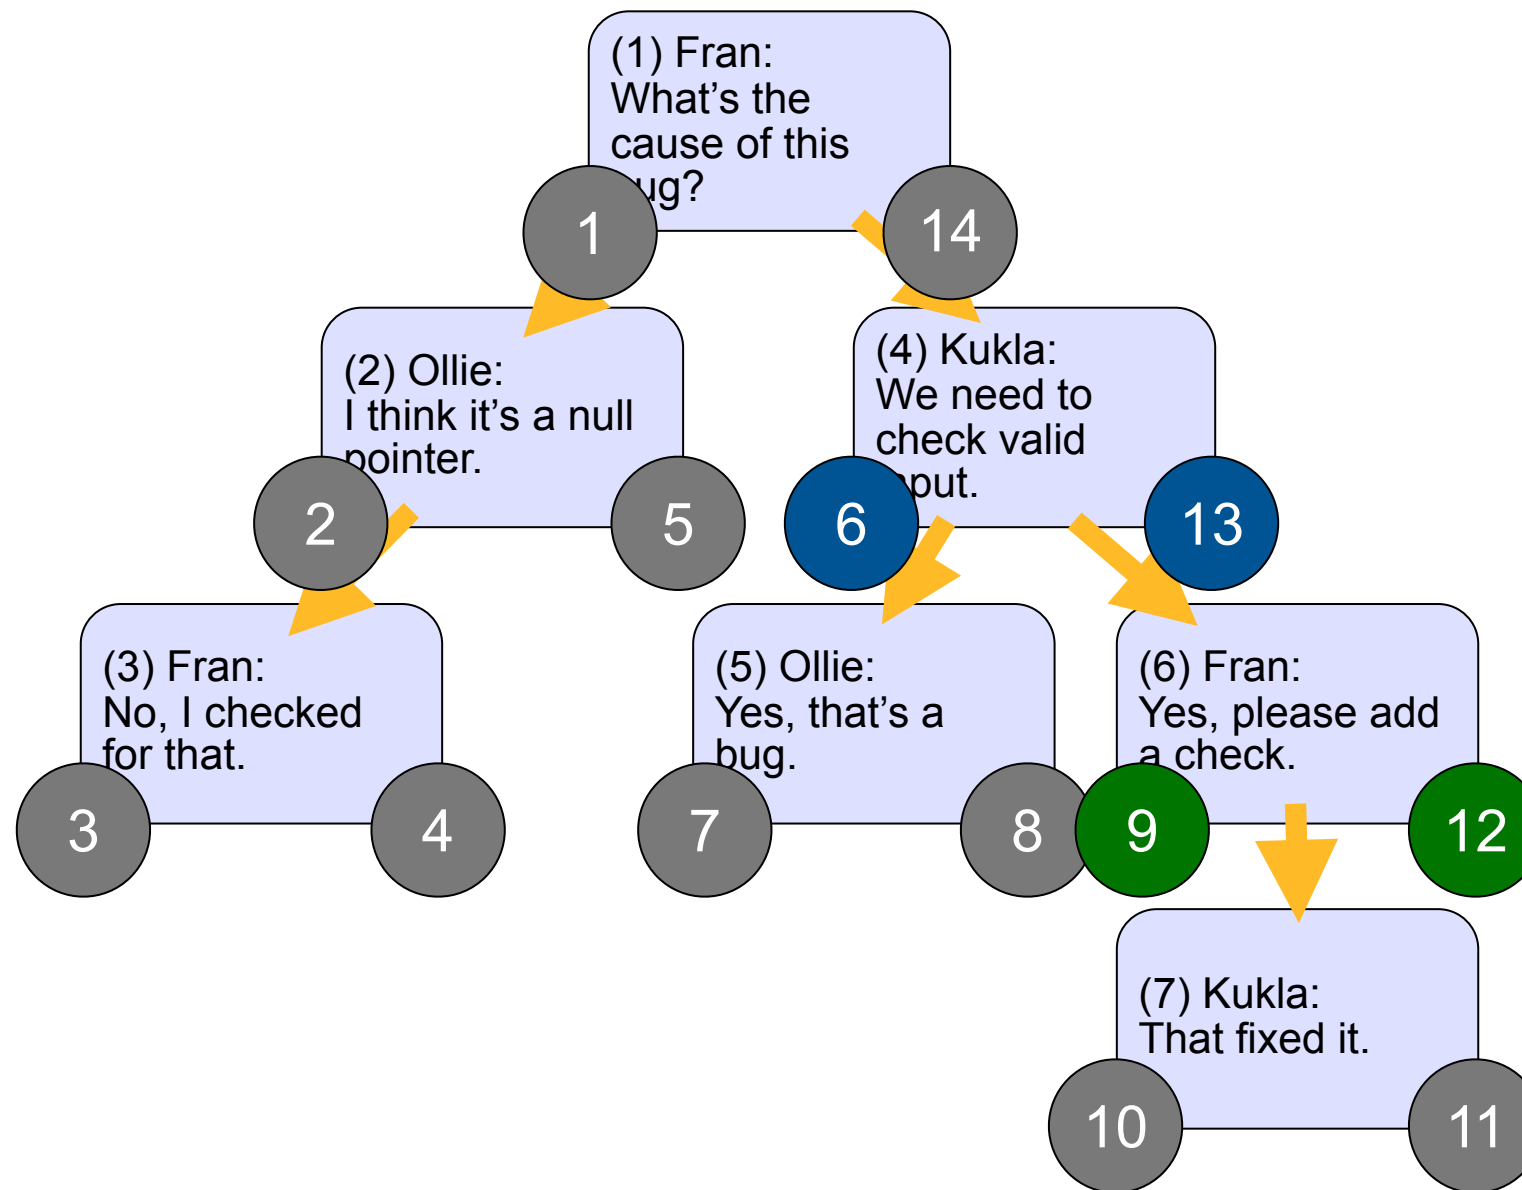 (1) Fran:
What's the
cause of this
ug?
1
14
(2) Ollie:
I think it's a null
pointer.
2
5
(4) Kukla:
We need to
check valid
put.
6
13
(3) Fran:
No, I checked
for that.
3
4
(5) Ollie:
Yes, that's a
bug.
7
8
(6) Fran:
Yes, please add
a check.
9
12
(7) Kukla:
That fixed it.
10
11